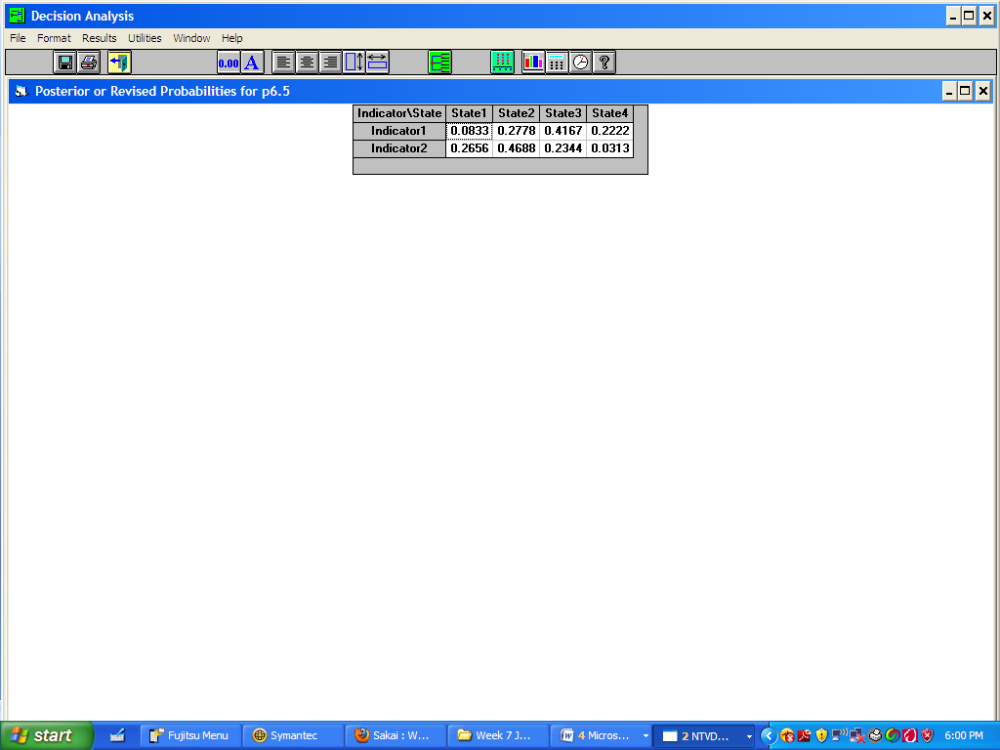 Decision Analysis
File Format Results Utilities Window Help
0.00 A ?
Posterior or Revised Probabilities for p6.5
Indicator\State State1 State2 State3 State4
Indicator1 0.0833 0.2778 0.4167 0.2222
Indicator2 0.2656 0.4688 0.2344 0.0313
start Fujitsu Menu Symantec Sakai : W... Week 7 J... 4 Micros... 2 NTVD... 6:00 PM